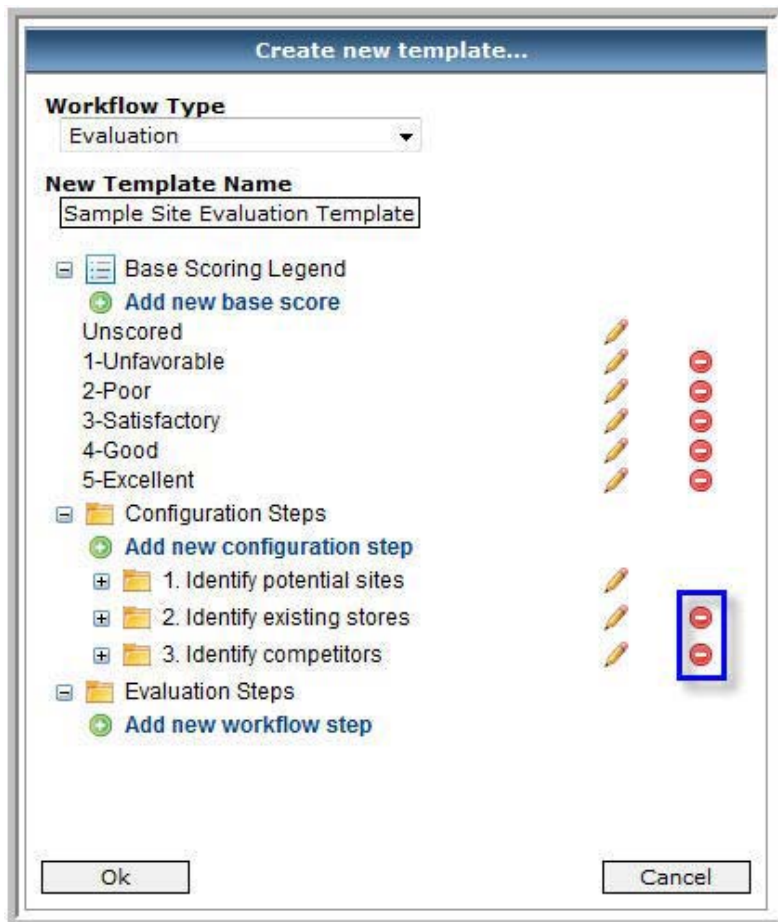 Create new template...
Workflow Type
Evaluation
New Template Name
Sample Site Evaluation Template
Base Scoring Legend
Add new base score
Unscored
1-Unfavorable
2-Poor
3-Satisfactory
4-Good
5-Excellent
Configuration Steps
Add new configuration step
1. Identify potential sites
2. Identify existing stores
3. Identify competitors
Evaluation Steps
Add new workflow step
Ok
Cancel